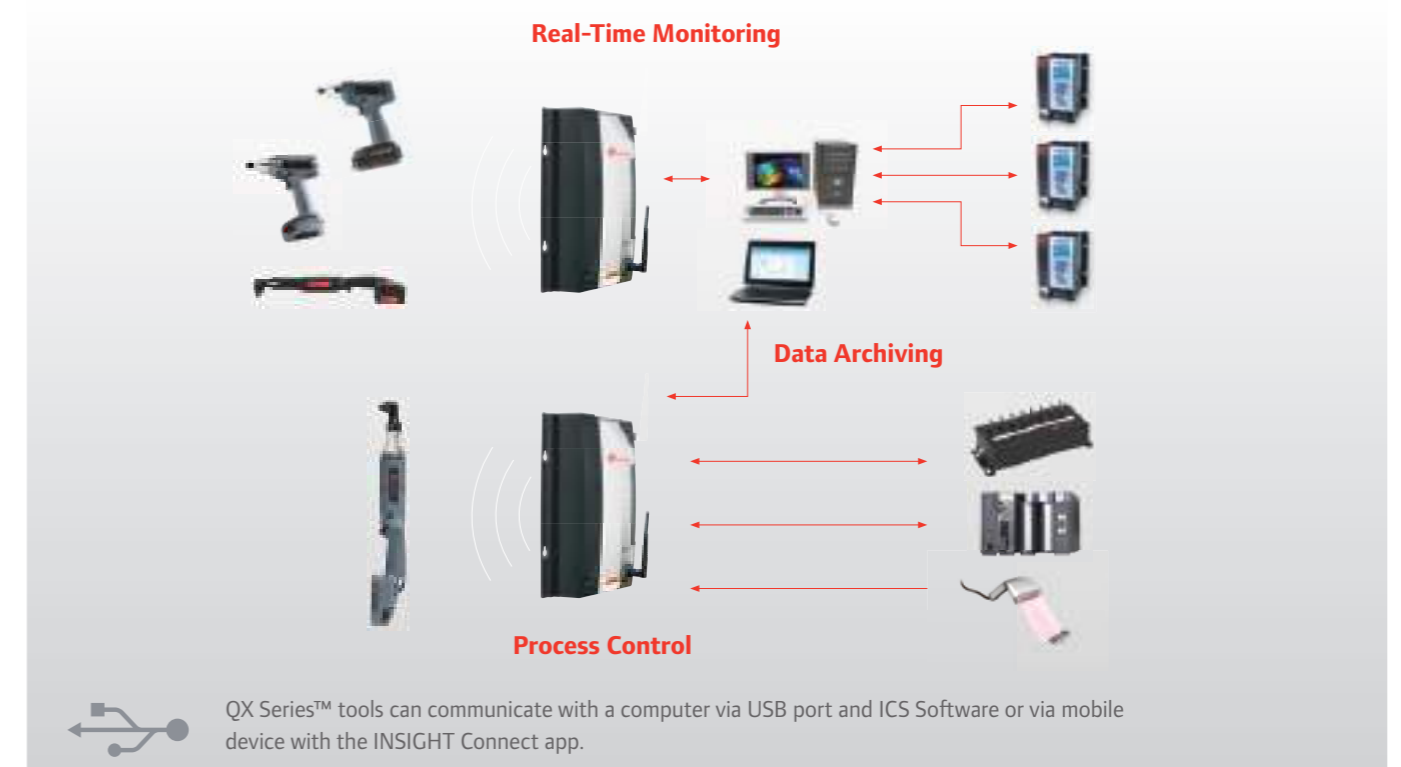 Real-Time Monitoring
Data Archiving
Process Control
QX Series™ tools can communicate with a computer via USB port and ICS Software or via mobile
device with the INSIGHT Connect app.